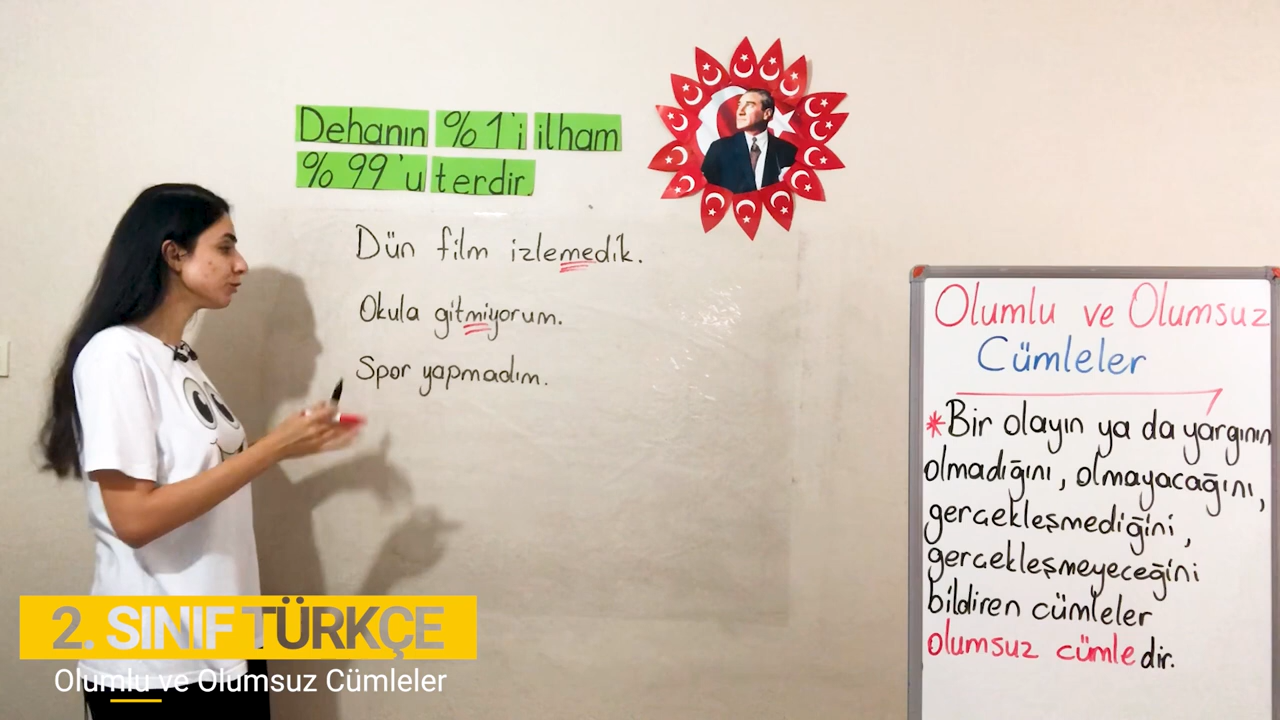 Dehanın %1'i ilham
%99'u terdir.
Dün film izlemedik.
Okula gitmiyorum.
Spor yapmadım.
Olumlu ve Olumsuz
Cümleler
*Bir olayın ya da yargının
olmadığını, olmayacağını,
gerçekleşmediğini,
gerçekleşmeyeceğini
bildiren cümleler
olumsuz cümledir.
2. SINIF TÜRKÇE
Olumlu ve Olumsuz Cümleler